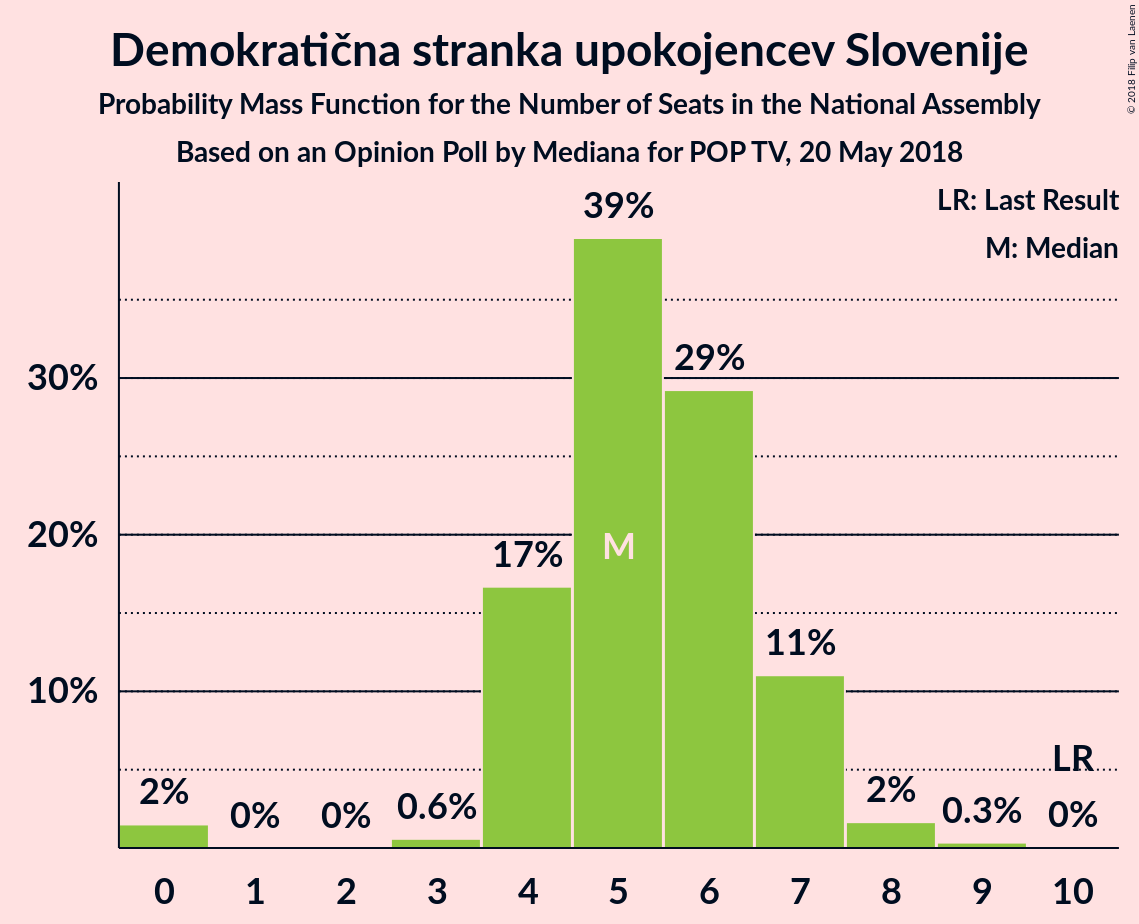 Demokratična stranka upokojencev Slovenije
Probability Mass Function for the Number of Seats in the National Assembly
Based on an Opinion Poll by Mediana for POP TV, 20 May 2018
© 2018 Filip van Laenen
LR: Last Result
M: Median
39%
30%
29%
20%
17%
M
11%
10%
LR
2%
0%
0%
0.6%
2%
0.3%
0%
0 1 2 3 4 5 6 7 8 9 10